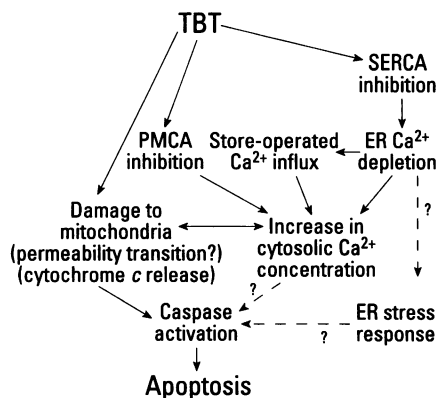 TBT
SERCA
inhibition
PMCA
inhibition
Store-operated
Ca²⁺ influx
ER Ca²⁺
depletion
?
Damage to
mitochondria
(permeability transition?)
(cytochrome c release)
Increase in
cytosolic Ca²⁺
concentration
?
Caspase
activation
?
ER stress
response
Apoptosis